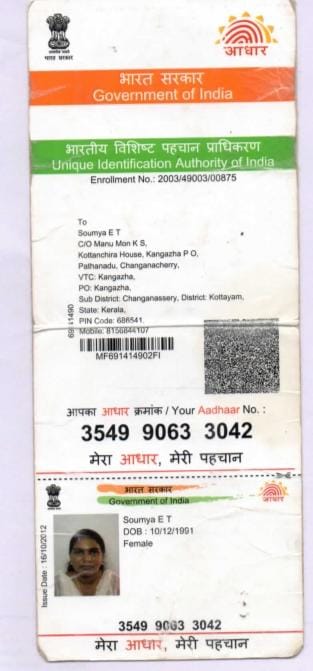 भारत सरकार
आधार
भारत सरकार
Government of India
भारतीय विशिष्ट पहचान प्राधिकरण
Unique Identification Authority of India
Enrollment No.: 2003/49003/00875
To
Soumya E T
C/O Manu Mon K S,
Kottanchira House, Kangazha P O,
Pathanadu, Changanacherry,
VTC: Kangazha,
PO: Kangazha,
Sub District: Changanassery, District: Kottayam,
State: Kerala,
PIN Code: 686541,
Mobile: 8156844107
MF691414902FI
आपका आधार क्रमांक / Your Aadhaar No. :
3549 9063 3042
मेरा आधार, मेरी पहचान
भारत सरकार
Government of India
आधार
Issue Date : 16/10/2012
Soumya E T
DOB : 10/12/1991
Female
3549 9063 3042
मेरा आधार, मेरी पहचान